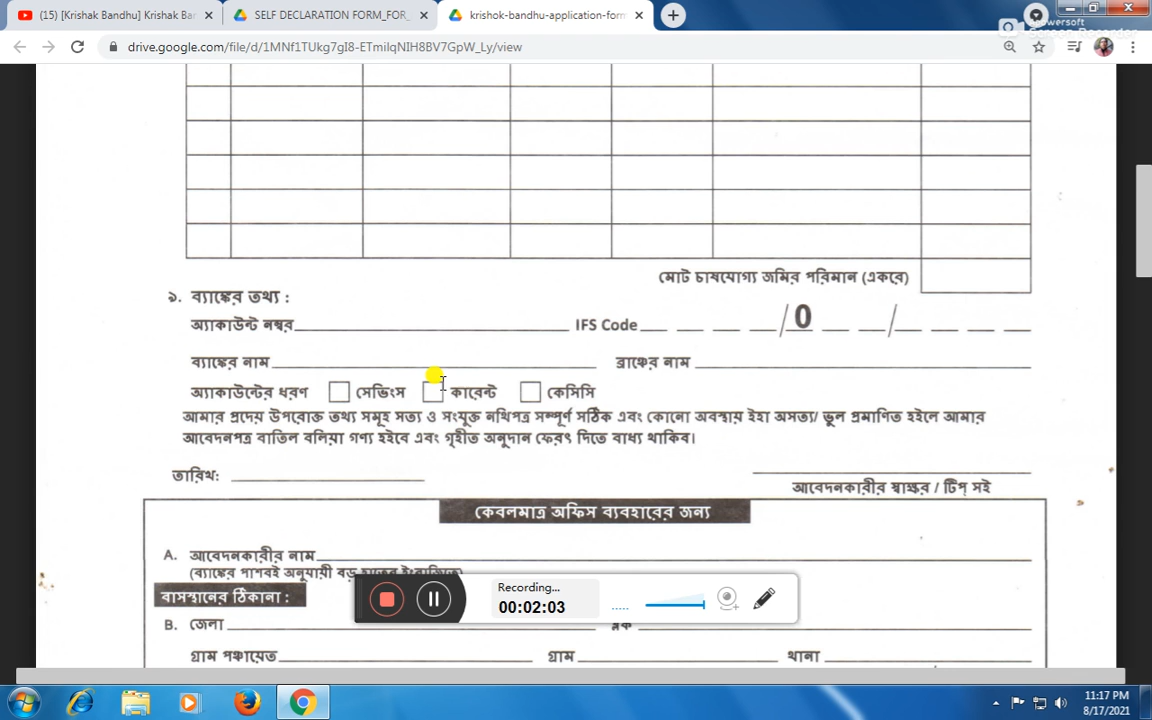 (15) [Krishak Bandhu] Krishak Ba
SELF DECLARATION FORM_FOR_
krishok-bandhu-application-form
drive.google.com/file/d/1MNf1TUkg7gI8-ETmilqNIH8BV7GpW_Ly/view
মোট চাষযোগ্য জমির পরিমান (একরে)
৯. ব্যাঙ্কের তথ্য :
অ্যাকাউন্ট নম্বর IFS Code / 0 /
ব্যাঙ্কের নাম ব্রাঞ্চের নাম
অ্যাকাউন্টের ধরণ সেভিংস কারেন্ট কেসিসি
আমার প্রদেয় উপরোক্ত তথ্য সমূহ সত্য ও সংযুক্ত নথিপত্র সম্পূর্ণ সঠিক এবং কোনো অবস্থায় ইহা অসত্য/ ভুল প্রমাণিত হইলে আমার
আবেদনপত্র বাতিল বলিয়া গণ্য হইবে এবং গৃহীত অনুদান ফেরৎ দিতে বাধ্য থাকিব।
তারিখ:
আবেদনকারীর স্বাক্ষর / টিপ্ সই
কেবলমাত্র অফিস ব্যবহারের জন্য
A. আবেদনকারীর নাম
(ব্যাঙ্কের পাশবই অনুযায়ী বড় হাতের ইংরাজিতে)
বাসস্থানের ঠিকানা :
Recording...
00:02:03
B. জেলা ব্লক
গ্রাম পঞ্চায়েত গ্রাম থানা
11:17 PM
8/17/2021